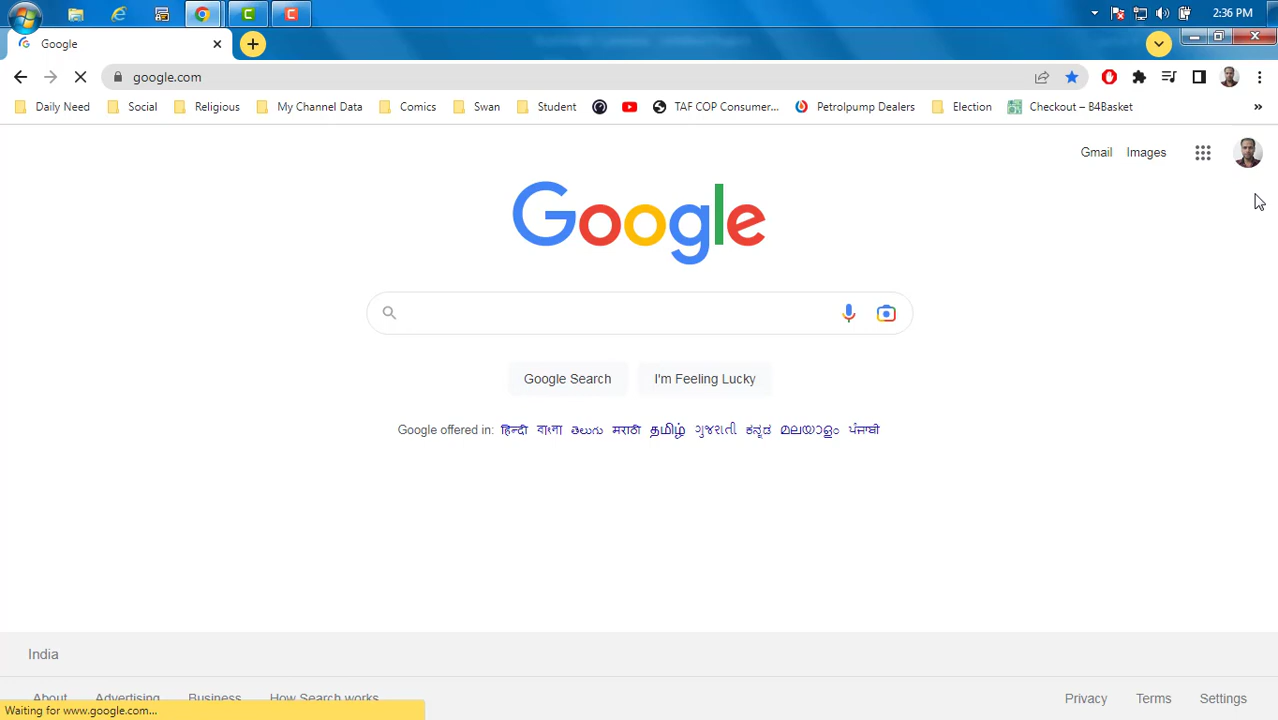 2:36 PM
Google
google.com
Daily Need Social Religious My Channel Data Comics Swan Student TAF COP Consumer... Petrolpump Dealers Election Checkout – B4Basket »
Gmail Images
Google
Google Search I'm Feeling Lucky
Google offered in: हिन्दी বাংলা తెలుగు मराठी தமிழ் ગુજરાતી ಕನ್ನಡ മലയാളം ਪੰਜਾਬੀ
India
About Advertising Business How Search works Privacy Terms Settings
Waiting for www.google.com...